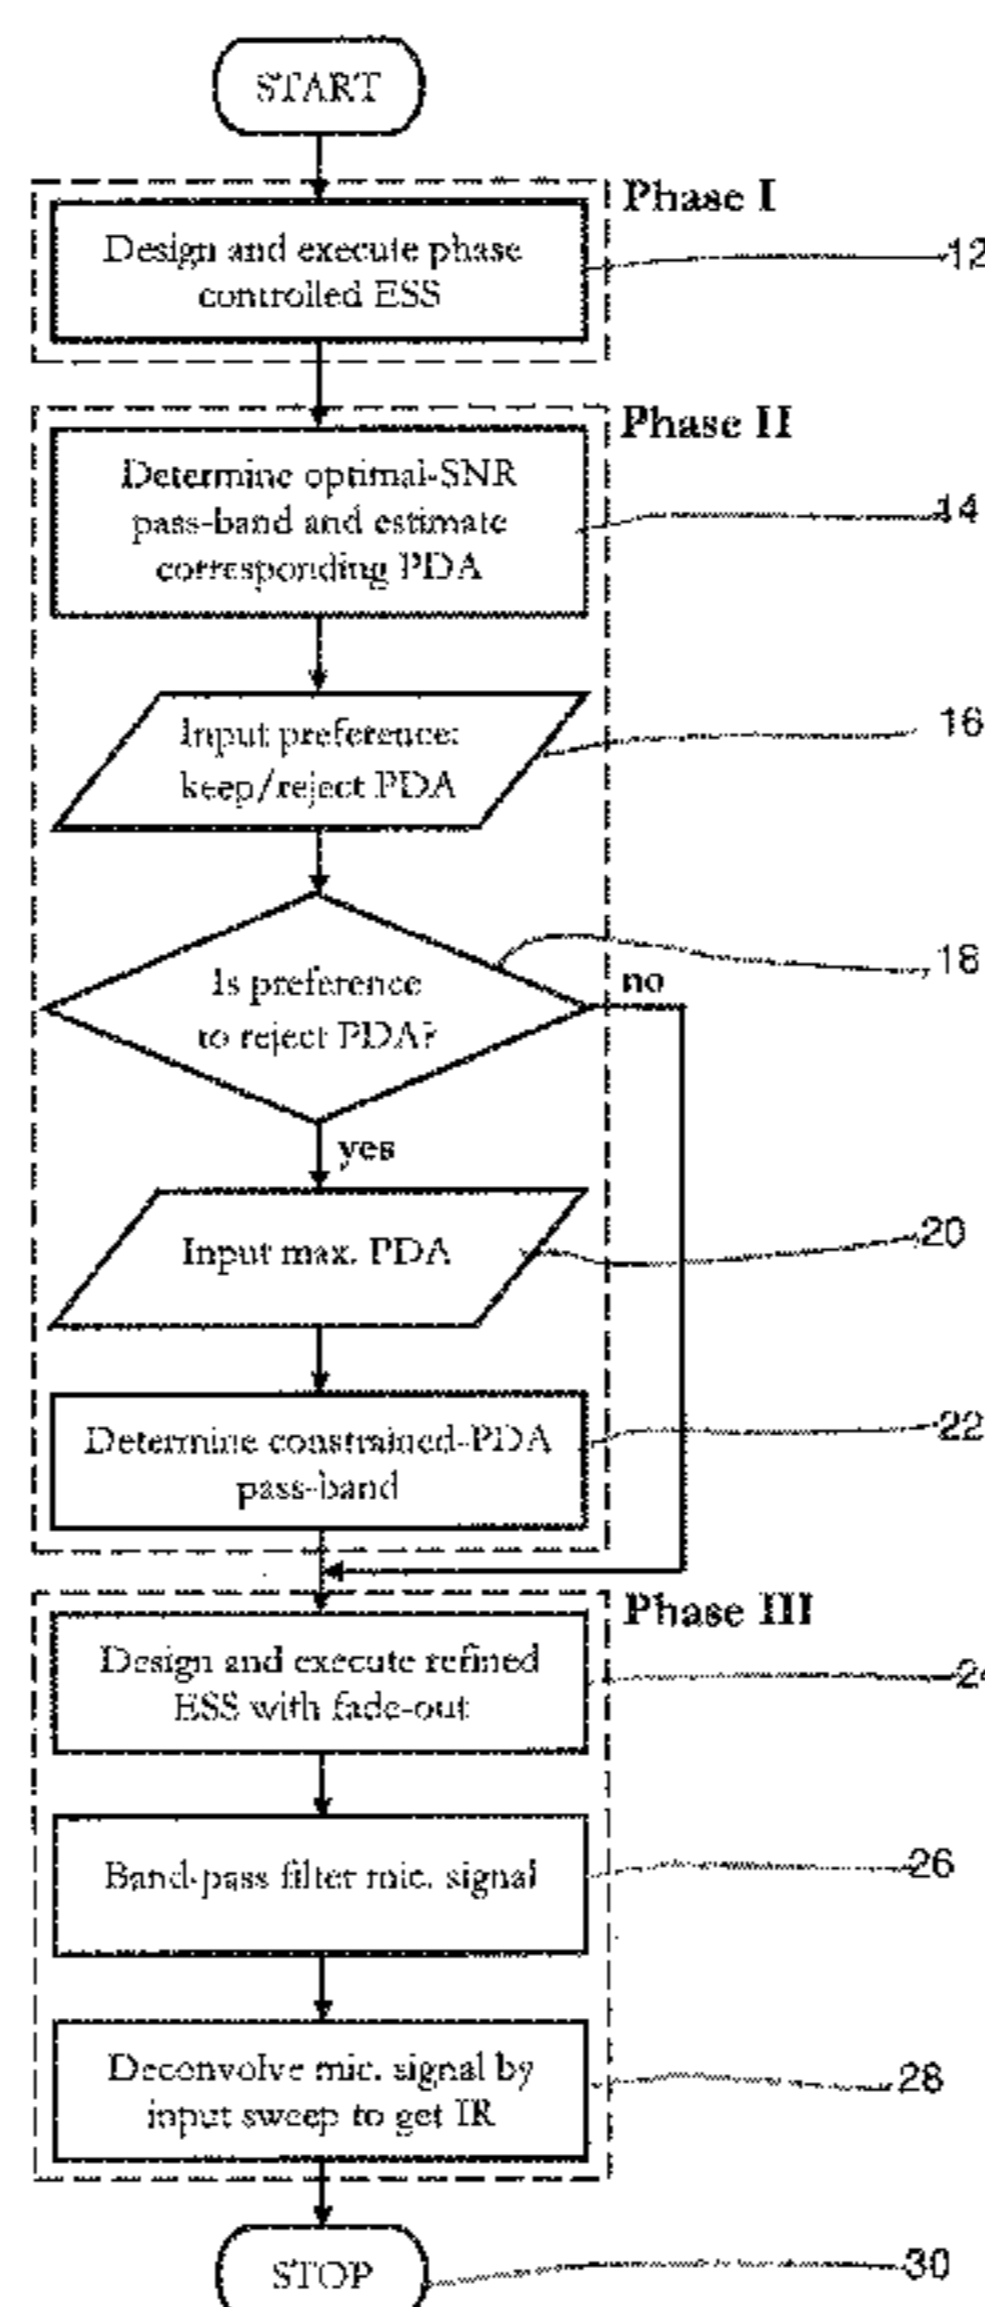 START
Phase I
Design and execute phase
controlled ESS
12
Phase II
Determine optimal-SNR
pass-band and estimate
corresponding PDA
14
Input preference:
keep/reject PDA
16
Is preference
to reject PDA?
18
no
yes
Input max. PDA
20
Determine constrained-PDA
pass-band
22
Phase III
Design and execute refined
ESS with fade-out
24
Band-pass filter mic. signal
26
Deconvolve mic. signal by
input sweep to get IR
28
STOP
30